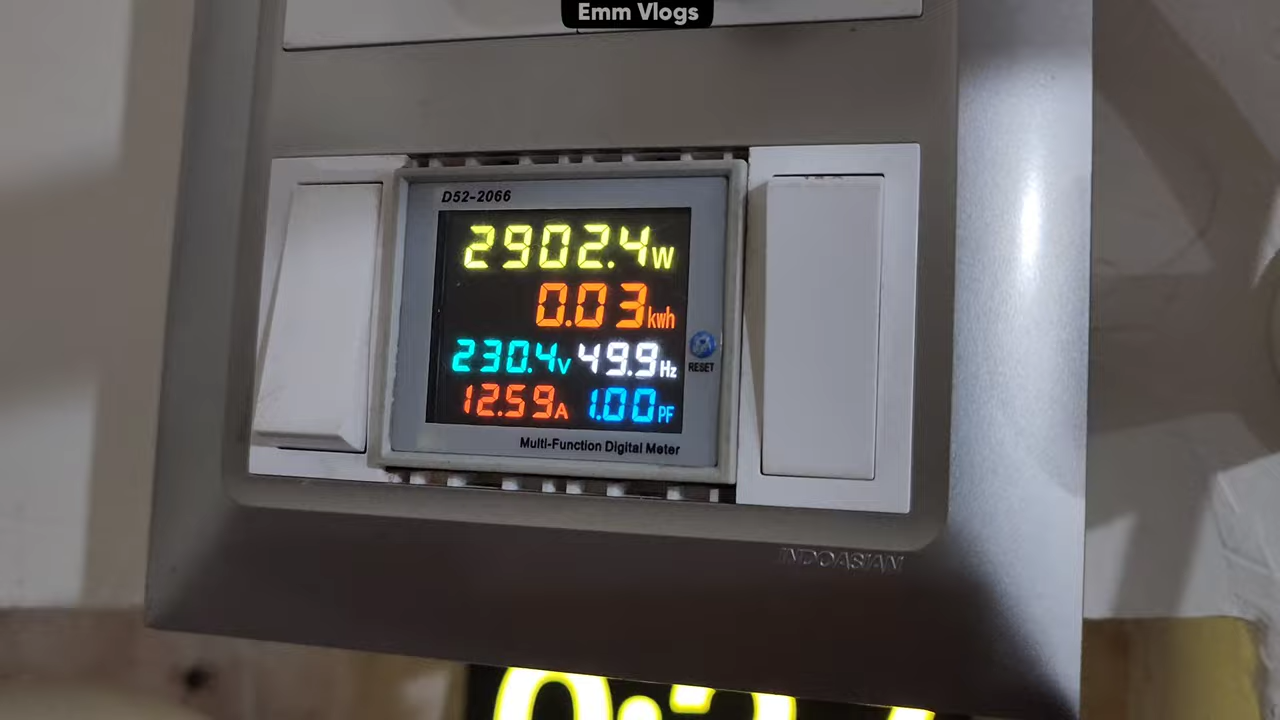 Emm Vlogs
D52-2066
2902.4W
0.03kwh
230.4V 49.9Hz
RESET
12.59A 1.00PF
Multi-Function Digital Meter
INDOASIAN